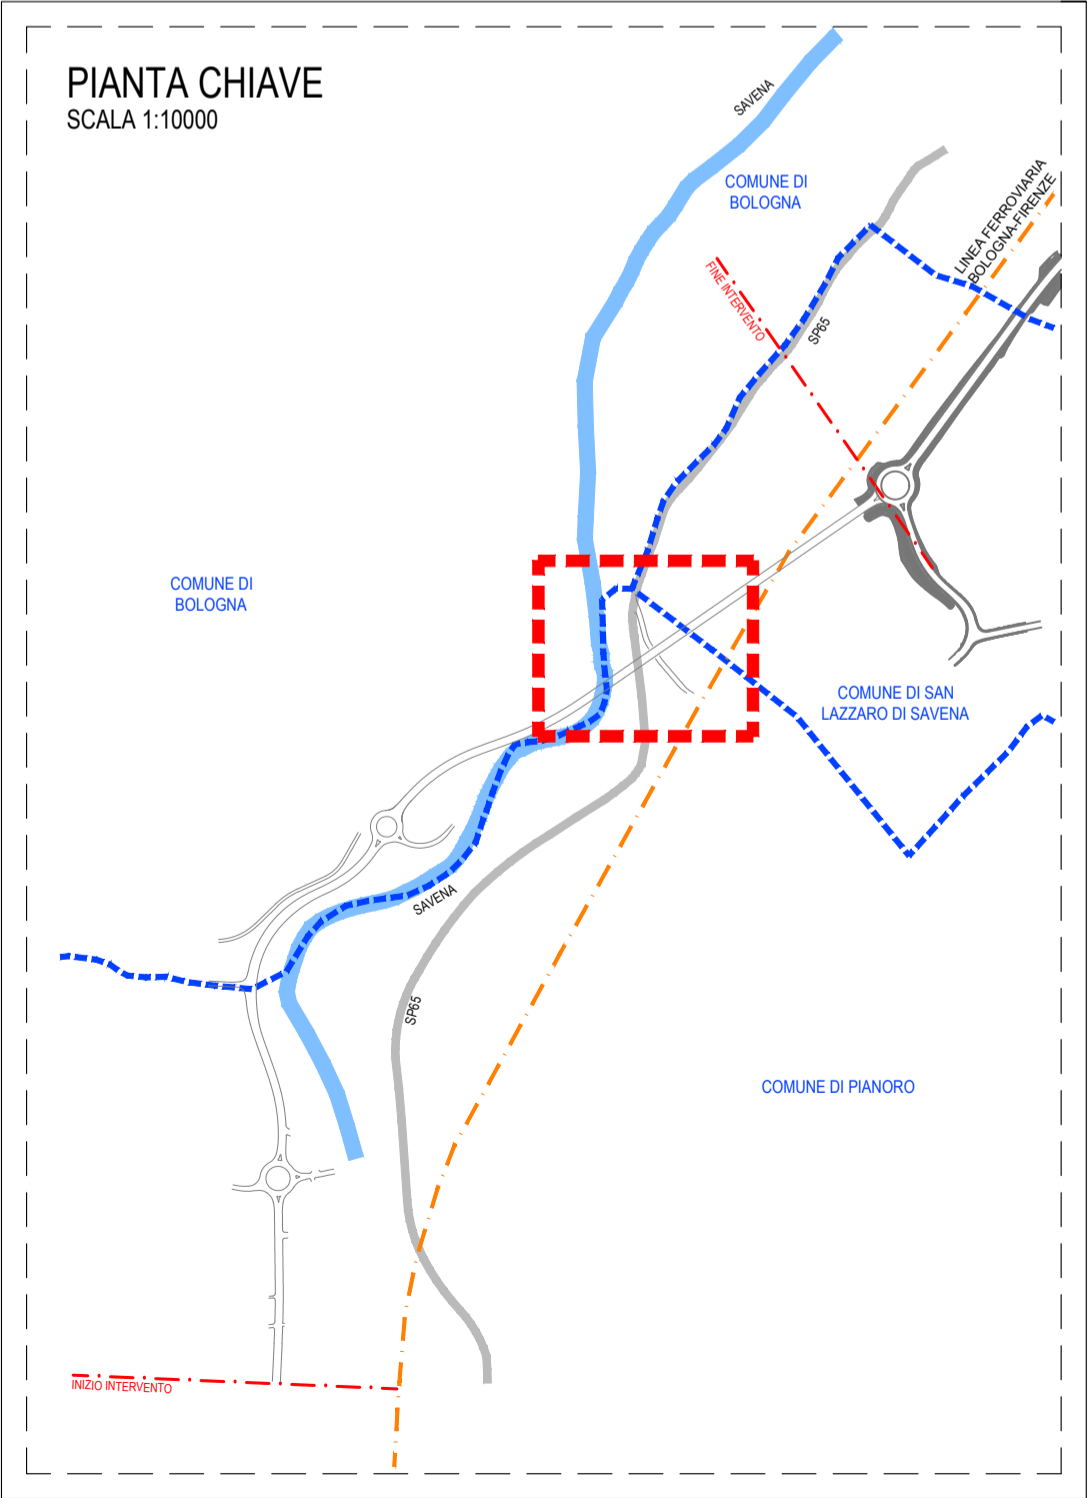 PIANTA CHIAVE
SCALA 1:10000
SAVENA
COMUNE DI
BOLOGNA
LINEA FERROVIARIA
BOLOGNA-FIRENZE
FINE INTERVENTO
SP65
COMUNE DI
BOLOGNA
COMUNE DI SAN
LAZZARO DI SAVENA
SAVENA
SP65
COMUNE DI PIANORO
INIZIO INTERVENTO